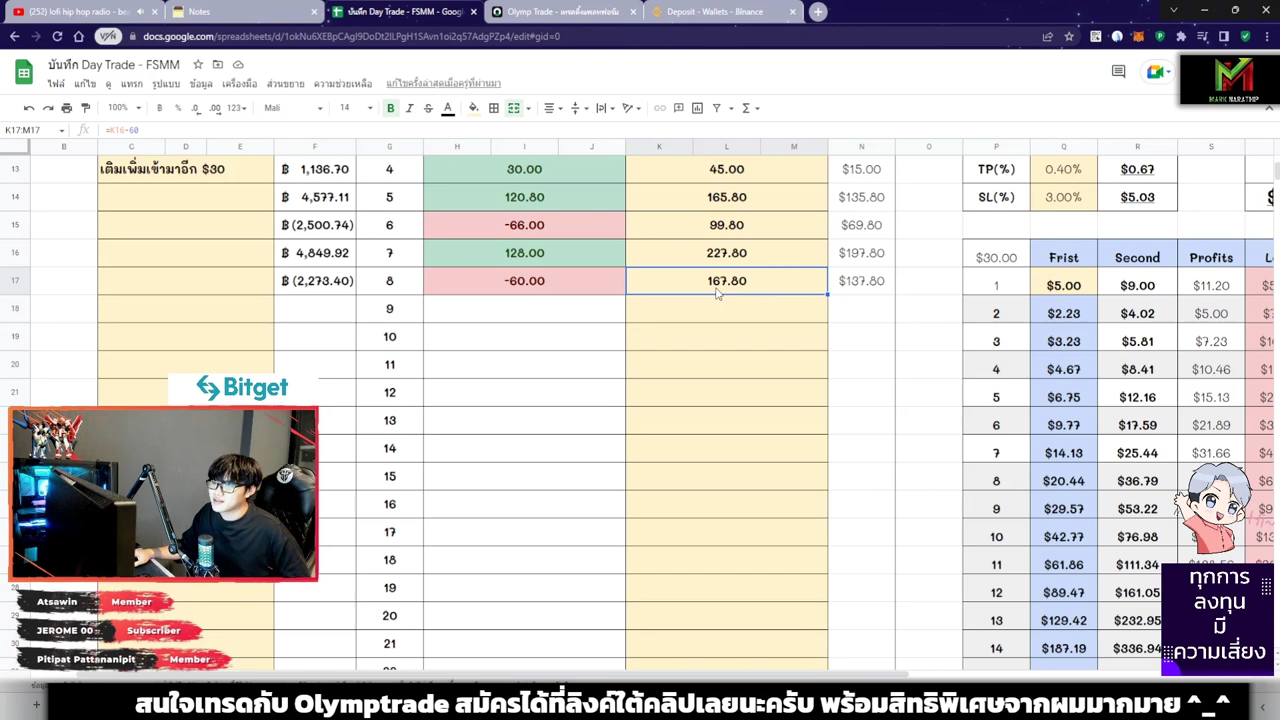 (252) lofi hip hop radio - be
Notes
บันทึก Day Trade - FSMM - Goog
Olymp Trade - เทรดดิ้งแพลทฟอร์ม
Deposit - Wallets - Binance
VPN
docs.google.com/spreadsheets/d/1okNu6XEBpCAgI9DoDt2ILPgH1SAvn1oi2q57AdgPZp4/edit#gid=0
บันทึก Day Trade - FSMM
ไฟล์ แก้ไข ดู แทรก รูปแบบ ข้อมูล เครื่องมือ ส่วนขยาย ความช่วยเหลือ แก้ไขครั้งล่าสุดเมื่อครู่ที่ผ่านมา
MARK NARATHIP
100% ฿ % .0 .00 123 Mali 14 B I S A
K17:M17 fx =K16-60
B C D E F G H I J K L M N O P Q R S
13 เติมเพิ่มเข้ามาอีก $30 ฿ 1,136.70 4 30.00 45.00 $15.00 TP(%) 0.40% $0.67
14 ฿ 4,577.11 5 120.80 165.80 $135.80 SL(%) 3.00% $5.03
15 ฿ (2,500.74) 6 -66.00 99.80 $69.80
16 ฿ 4,849.92 7 128.00 227.80 $197.80 $30.00 Frist Second Profits
17 ฿ (2,273.40) 8 -60.00 167.80 $137.80 1 $5.00 $9.00 $11.20
18 9 2 $2.23 $4.02 $5.00
19 10 3 $3.23 $5.81 $7.23
20 11 4 $4.67 $8.41 $10.46
21 12 5 $6.75 $12.16 $15.13
13 6 $9.77 $17.59 $21.89
14 7 $14.13 $25.44 $31.66
15 8 $20.44 $36.79
16 9 $29.57 $53.22
17 10 $42.77 $76.98
18 11 $61.86 $111.34
19 12 $89.47 $161.05
20 13 $129.42 $232.95
21 14 $187.19 $336.94
Bitget
Atsawin Member
JEROME 00 Subscriber
Pitipat Pattananipit Member
ทุกการ
ลงทุน
มี
ความเสี่ยง
สนใจเทรดกับ Olymptrade สมัครได้ที่ลิงค์ใต้คลิปเลยนะครับ พร้อมสิทธิพิเศษจากผมมากมาย ^_^